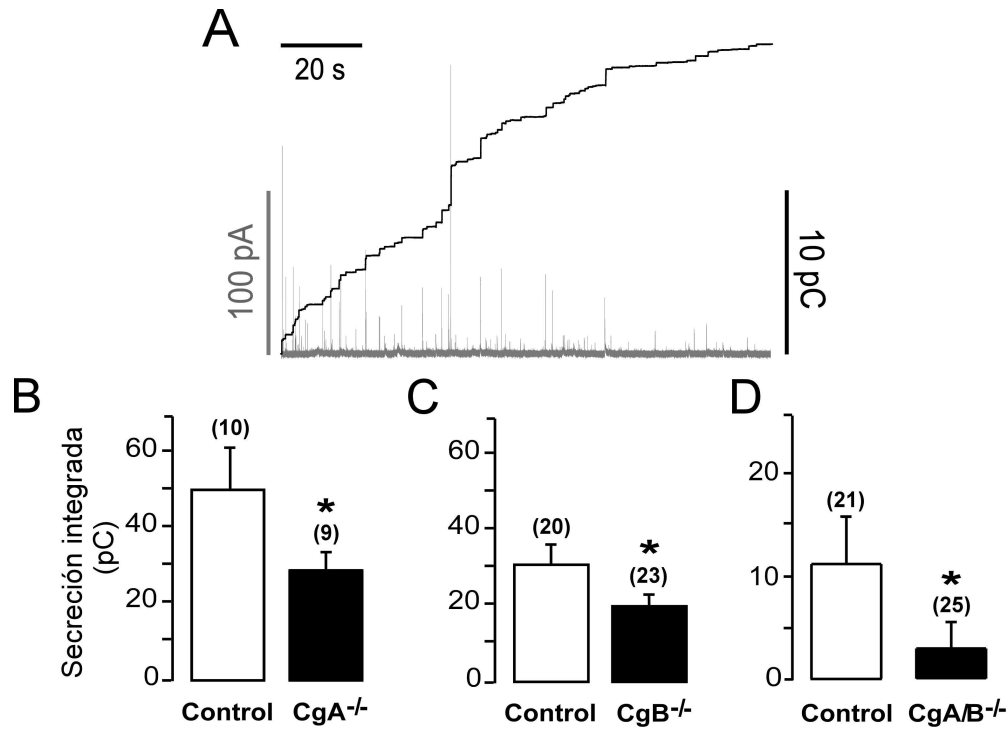 A
20 s
100 pA
10 pC
B
C
D
Secreción integrada
(pC)
60
40
20
0
(10)
*
(9)
Control
CgA-/-
60
40
20
0
(20)
*
(23)
Control
CgB-/-
20
10
0
(21)
*
(25)
Control
CgA/B-/-